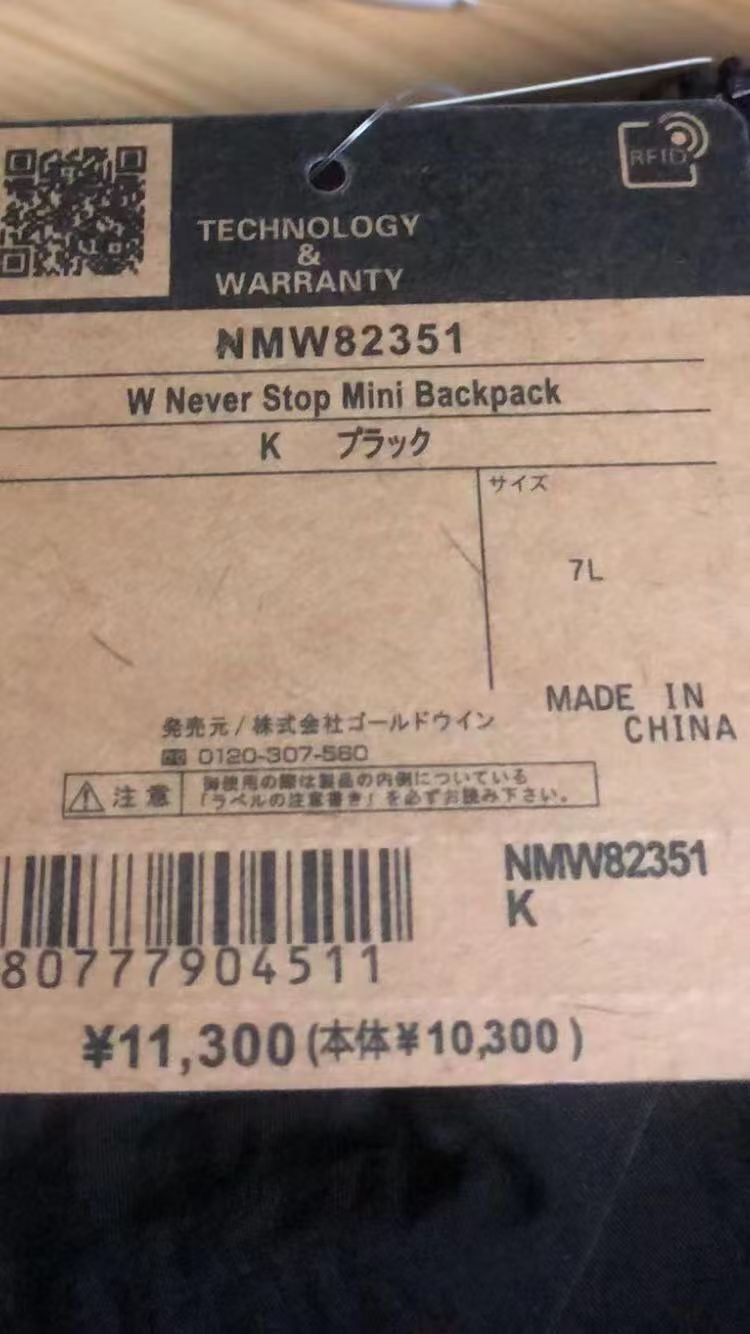 RFID
TECHNOLOGY
&
WARRANTY
NMW82351
W Never Stop Mini Backpack
K ブラック
サイズ
7L
MADE IN
CHINA
発売元/株式会社ゴールドウイン
0120-307-560
注意
御使用の際は製品の内側についている
「ラベルの注意書き」を必ずお読み下さい。
NMW82351
K
80777904511
¥11,300(本体¥10,300)